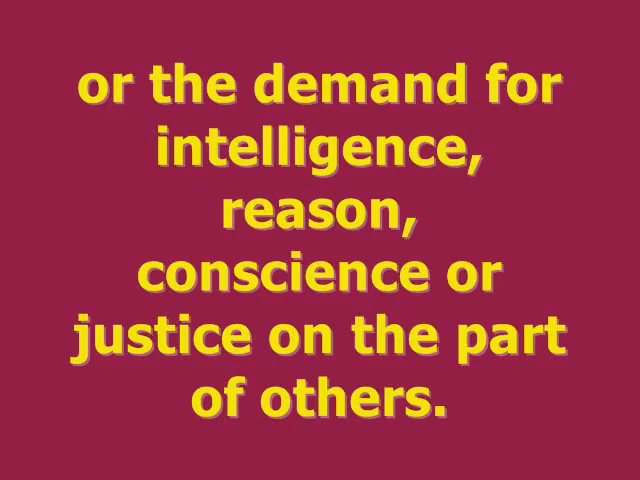 or the demand for
intelligence,
reason,
conscience or
justice on the part
of others.